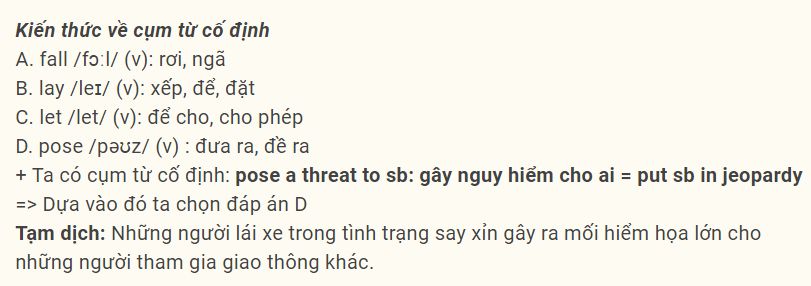 Kiến thức về cụm từ cố định
A. fall /fɔːl/ (v): rơi, ngã
B. lay /leɪ/ (v): xếp, để, đặt
C. let /let/ (v): để cho, cho phép
D. pose /pəʊz/ (v) : đưa ra, đề ra
+ Ta có cụm từ cố định: pose a threat to sb: gây nguy hiểm cho ai = put sb in jeopardy
=> Dựa vào đó ta chọn đáp án D
Tạm dịch: Những người lái xe trong tình trạng say xỉn gây ra mối hiểm họa lớn cho
những người tham gia giao thông khác.